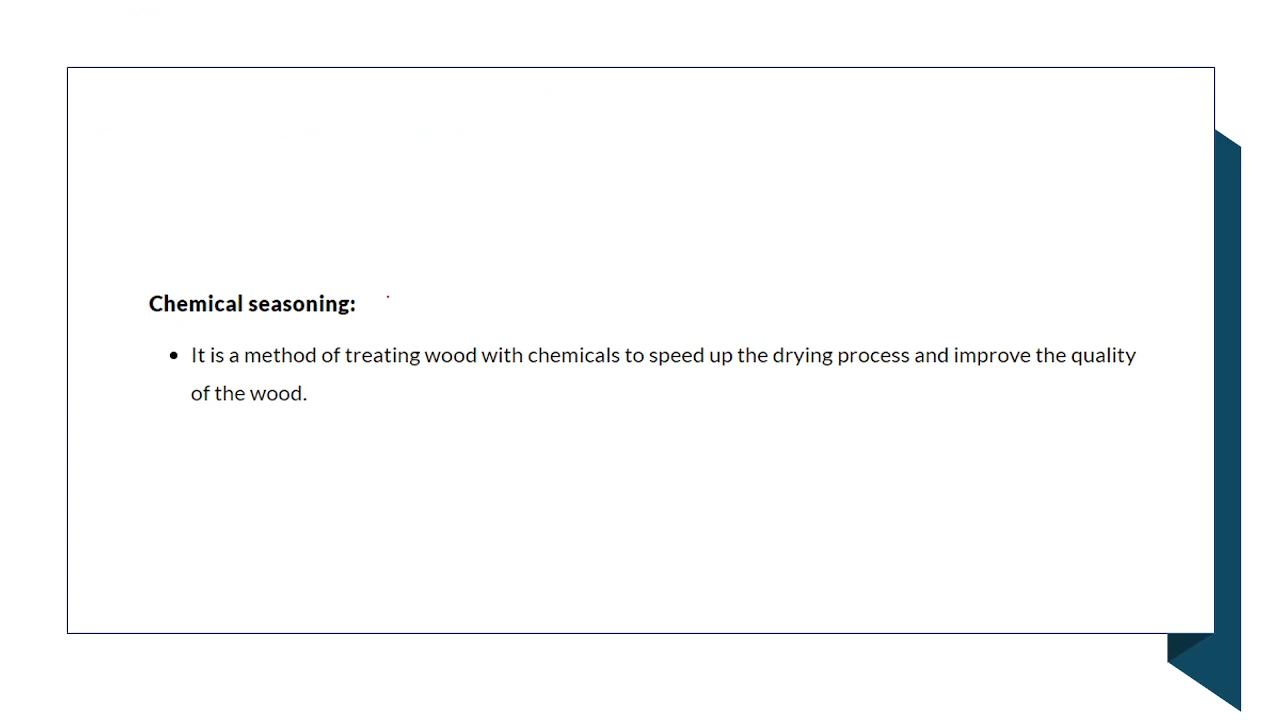 Chemical seasoning:
• It is a method of treating wood with chemicals to speed up the drying process and improve the quality
of the wood.